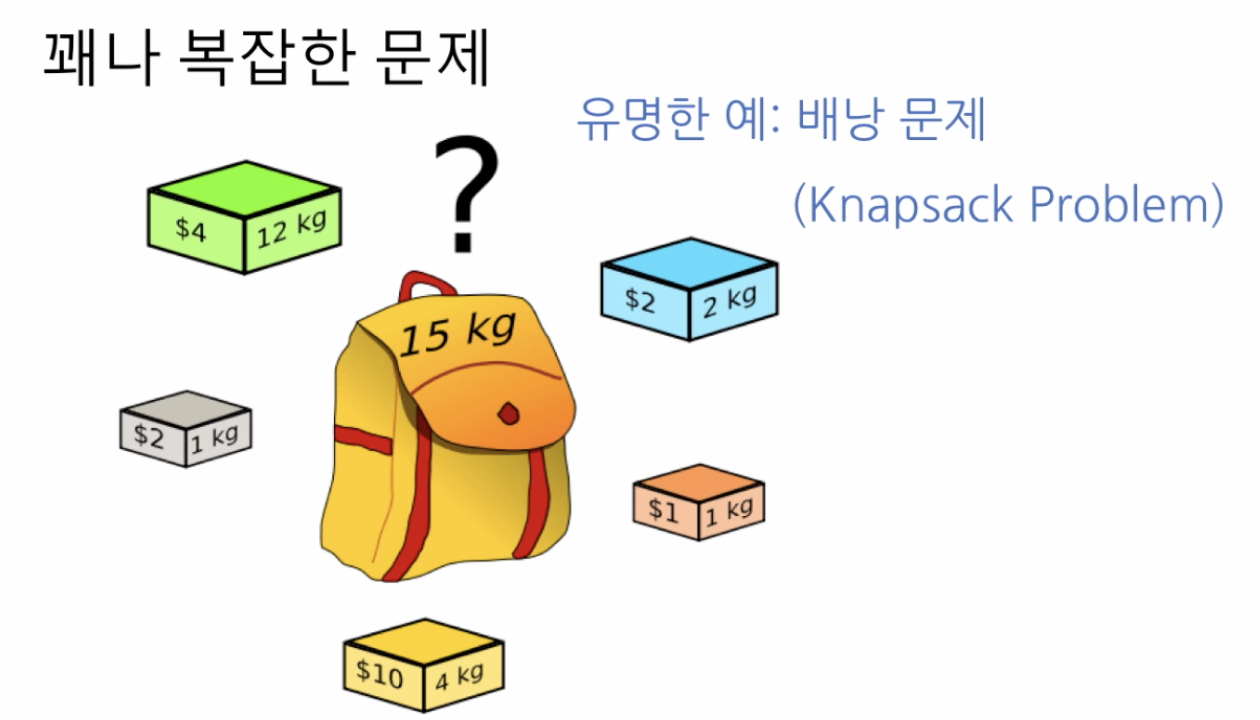 꽤나 복잡한 문제
유명한 예: 배낭 문제
(Knapsack Problem)
?
$4 12 kg
$2 2 kg
15 kg
$2 1 kg
$1 1 kg
$10 4 kg